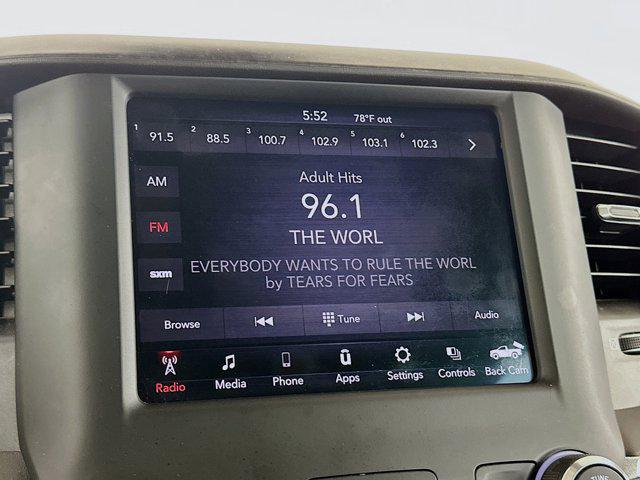 5:52 78°F out
1 91.5 2 88.5 3 100.7 4 102.9 5 103.1 6 102.3
AM
Adult Hits
96.1
FM
THE WORL
sxm
EVERYBODY WANTS TO RULE THE WORL
by TEARS FOR FEARS
Browse Tune Audio
Radio Media Phone Apps Settings Controls Back Cam
TUNE